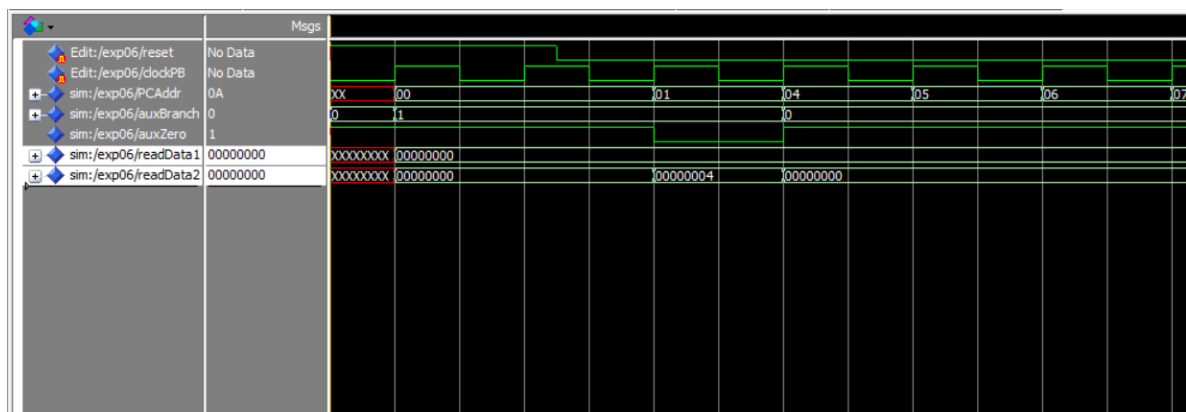 Msgs
Edit:/exp06/reset No Data
Edit:/exp06/clockPB No Data
sim:/exp06/PCAddr 0A XX 00 01 04 05 06 07
sim:/exp06/auxBranch 0 0 1 0
sim:/exp06/auxZero 1
sim:/exp06/readData1 00000000 XXXXXXXX 00000000
sim:/exp06/readData2 00000000 XXXXXXXX 00000000 00000004 00000000